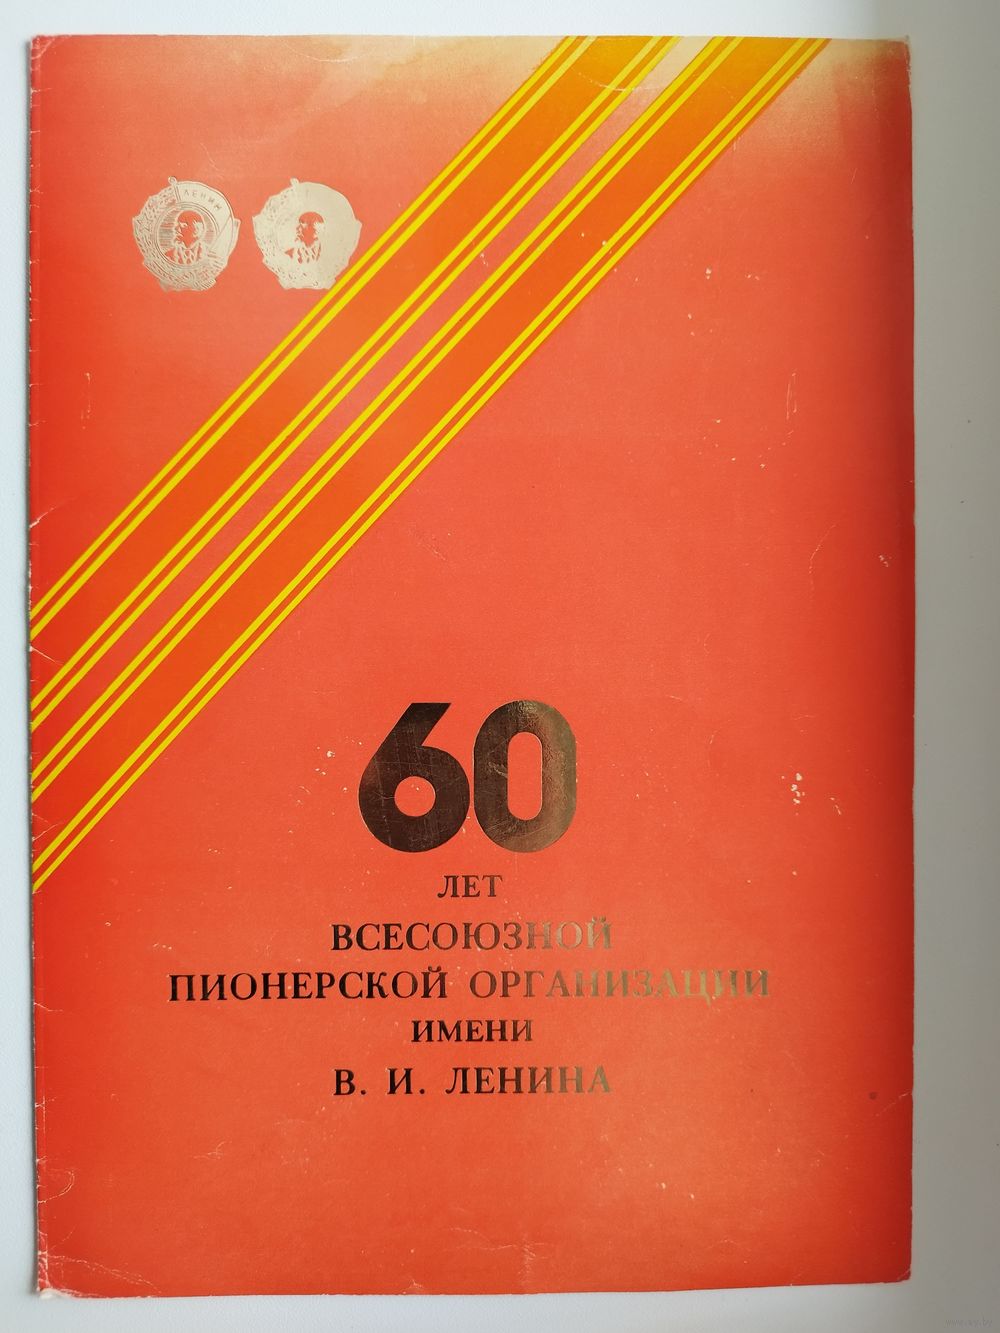 ЛЕНИН
60
ЛЕТ
ВСЕСОЮЗНОЙ
ПИОНЕРСКОЙ ОРГАНИЗАЦИИ
ИМЕНИ
В. И. ЛЕНИНА